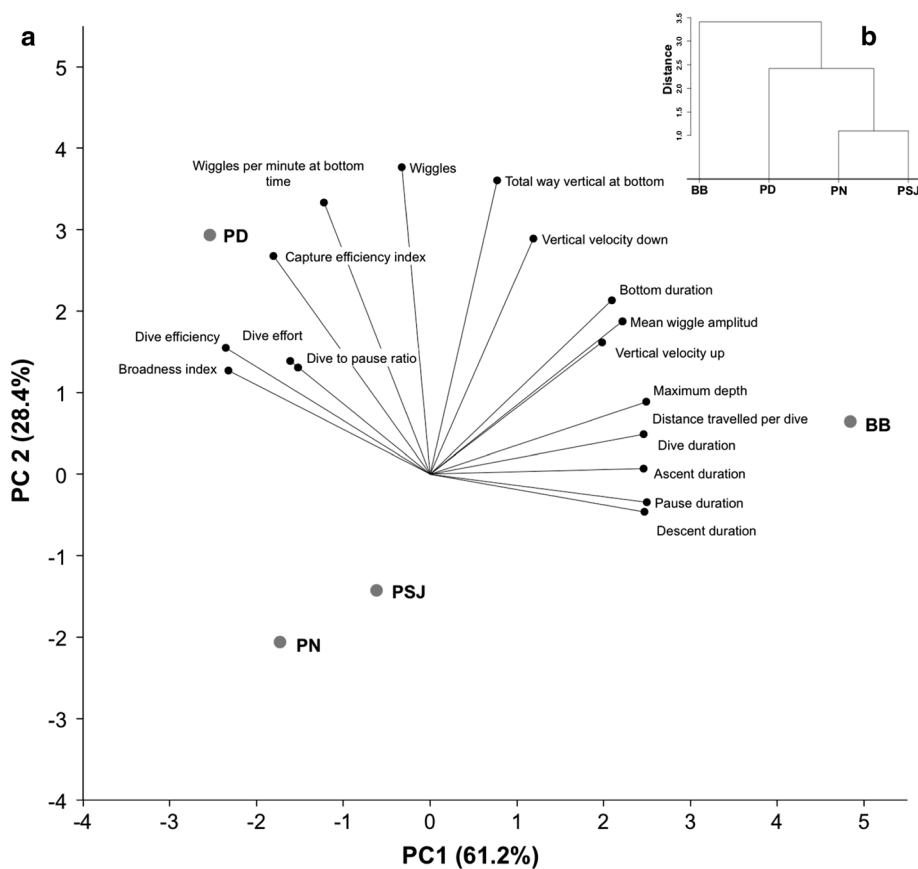 a
b
3.5
3.0
2.5
2.0
1.5
1.0
Distance
BB
PD
PN
PSJ
5
4
3
2
1
0
-1
-2
-3
-4
PC 2 (28.4%)
Wiggles per minute at bottom
time
Wiggles
Total way vertical at bottom
PD
Vertical velocity down
Capture efficiency index
Bottom duration
Mean wiggle amplitud
Dive efficiency
Dive effort
Vertical velocity up
Dive to pause ratio
Broadness index
Maximum depth
Distance travelled per dive
BB
Dive duration
Ascent duration
Pause duration
Descent duration
PSJ
PN
-4
-3
-2
-1
0
1
2
3
4
5
PC1 (61.2%)